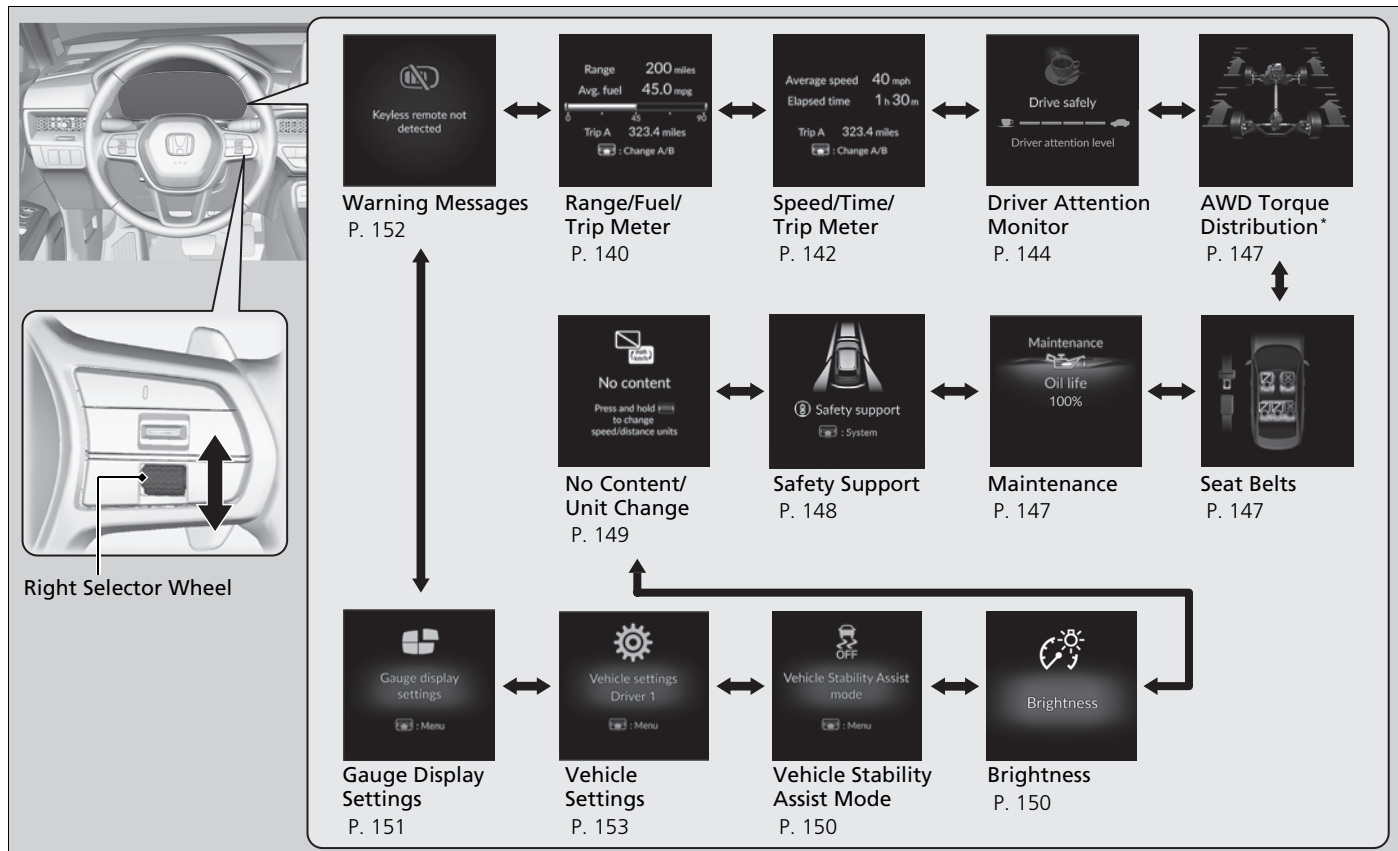 Keyless remote not
detected
Warning Messages
P. 152
Range 200 miles
Avg. fuel 45.0 mpg
0 45 90
Trip A 323.4 miles
: Change A/B
Range/Fuel/
Trip Meter
P. 140
Average speed 40 mph
Elapsed time 1 h 30 m
Trip A 323.4 miles
: Change A/B
Speed/Time/
Trip Meter
P. 142
Drive safely
Driver attention level
Driver Attention
Monitor
P. 144
AWD Torque
Distribution*
P. 147
mph
km/h
No content
Press and hold
to change
speed/distance units
No Content/
Unit Change
P. 149
Safety support
: System
Safety Support
P. 148
Maintenance
Oil life
100%
Maintenance
P. 147
Seat Belts
P. 147
Right Selector Wheel
Gauge display
settings
: Menu
Gauge Display
Settings
P. 151
Vehicle settings
Driver 1
: Menu
Vehicle
Settings
P. 153
OFF
Vehicle Stability Assist
mode
: Menu
Vehicle Stability
Assist Mode
P. 150
Brightness
Brightness
P. 150